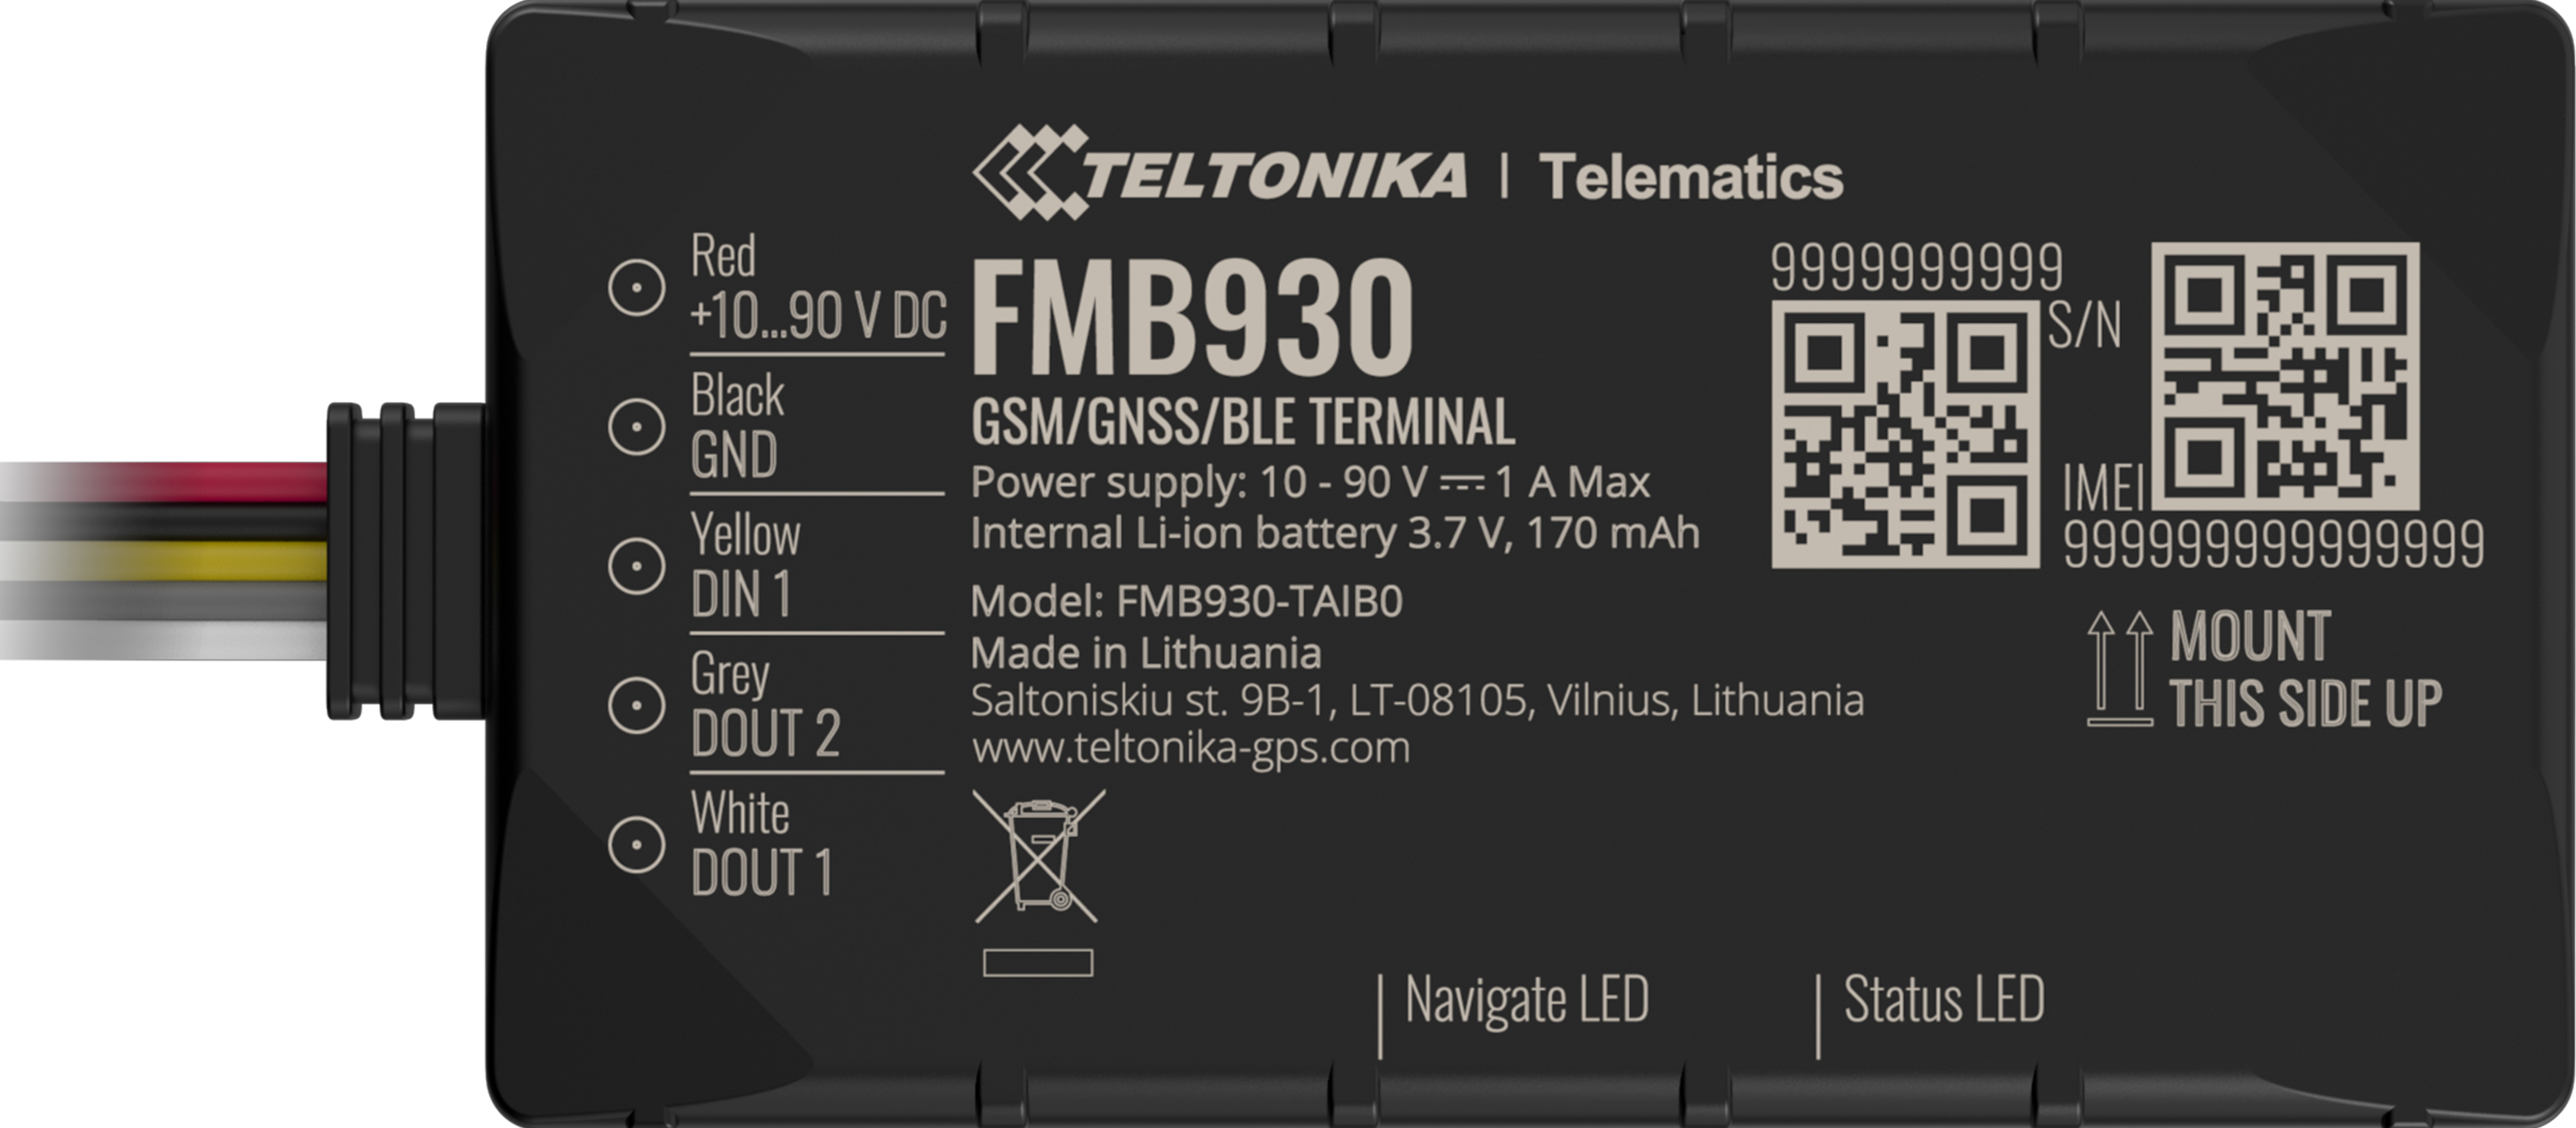 TELTONIKA | Telematics
Red
+10...90 V DC
Black
GND
Yellow
DIN 1
Grey
DOUT 2
White
DOUT 1
FMB930
GSM/GNSS/BLE TERMINAL
Power supply: 10 - 90 V ⎓ 1 A Max
Internal Li-ion battery 3.7 V, 170 mAh
Model: FMB930-TAIB0
Made in Lithuania
Saltoniskiu st. 9B-1, LT-08105, Vilnius, Lithuania
www.teltonika-gps.com
9999999999
S/N
IMEI
999999999999999
MOUNT
THIS SIDE UP
Navigate LED
Status LED